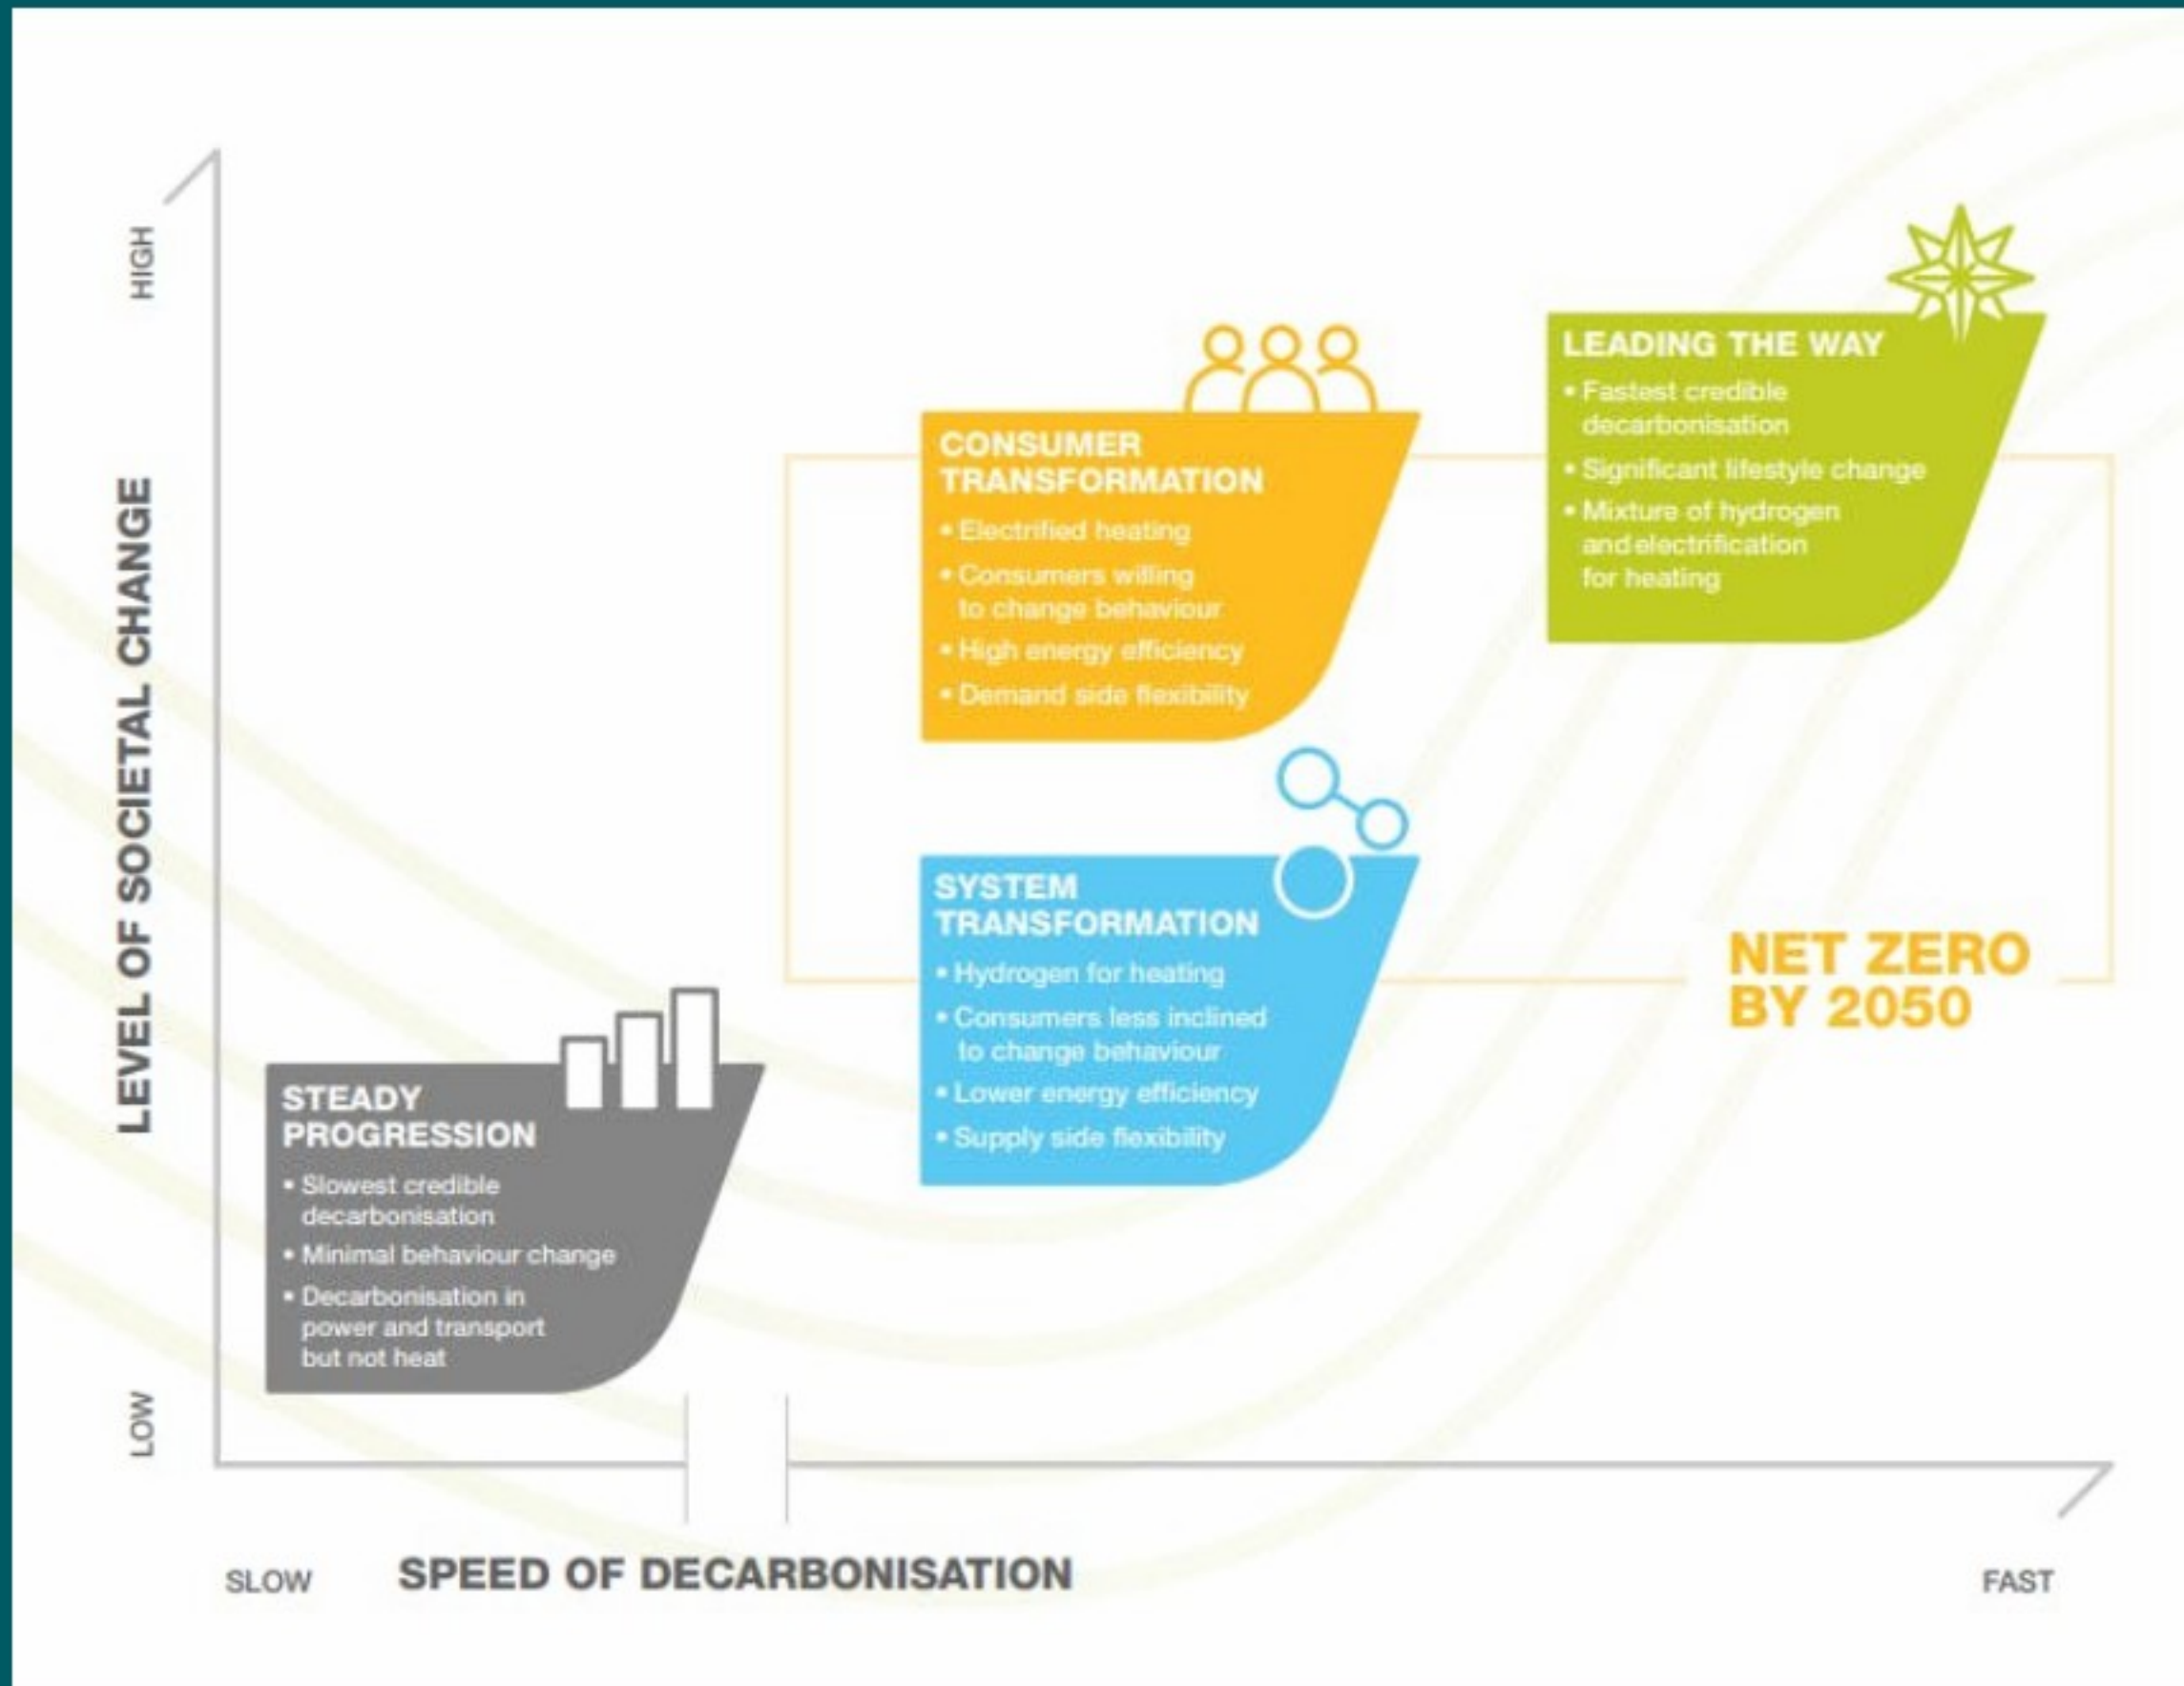 HIGH
LEVEL OF SOCIETAL CHANGE
LOW
LEADING THE WAY
• Fastest credible
decarbonisation
• Significant lifestyle change
• Mixture of hydrogen
and electrification
for heating
CONSUMER
TRANSFORMATION
• Electrified heating
• Consumers willing
to change behaviour
• High energy efficiency
• Demand side flexibility
SYSTEM
TRANSFORMATION
• Hydrogen for heating
• Consumers less inclined
to change behaviour
• Lower energy efficiency
• Supply side flexibility
NET ZERO
BY 2050
STEADY
PROGRESSION
• Slowest credible
decarbonisation
• Minimal behaviour change
• Decarbonisation in
power and transport
but not heat
SLOW
SPEED OF DECARBONISATION
FAST